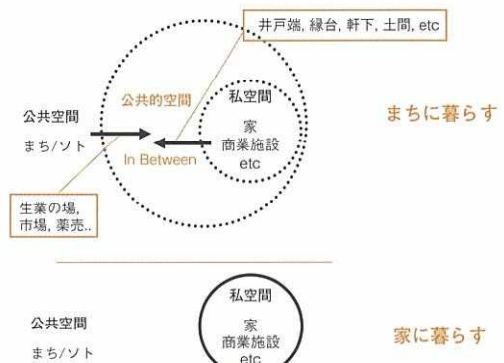 井戸端, 縁台, 軒下, 土間, etc
私空間
公共的空間
公共空間
家
まちに暮らす
まち/ソト
商業施設
In Between
etc
生業の場,
市場, 薬売..
私空間
公共空間
家
家に暮らす
まち/ソト
商業施設
etc